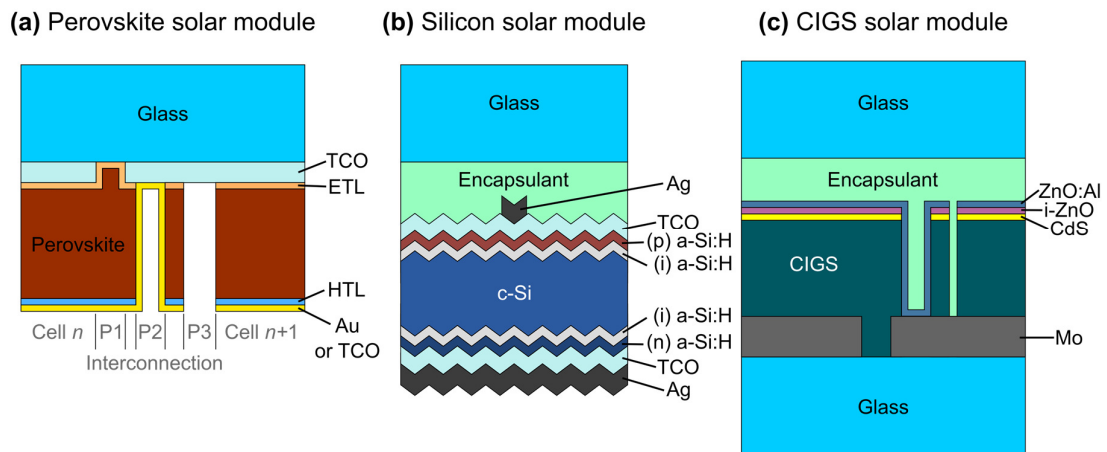 (a) Perovskite solar module
Glass
TCO
ETL
Perovskite
HTL
Au
or TCO
Cell n
P1
P2
P3
Cell n+1
Interconnection
(b) Silicon solar module
Glass
Encapsulant
Ag
TCO
(p) a-Si:H
(i) a-Si:H
c-Si
(i) a-Si:H
(n) a-Si:H
TCO
Ag
(c) CIGS solar module
Glass
Encapsulant
ZnO:Al
i-ZnO
CdS
CIGS
Mo
Glass